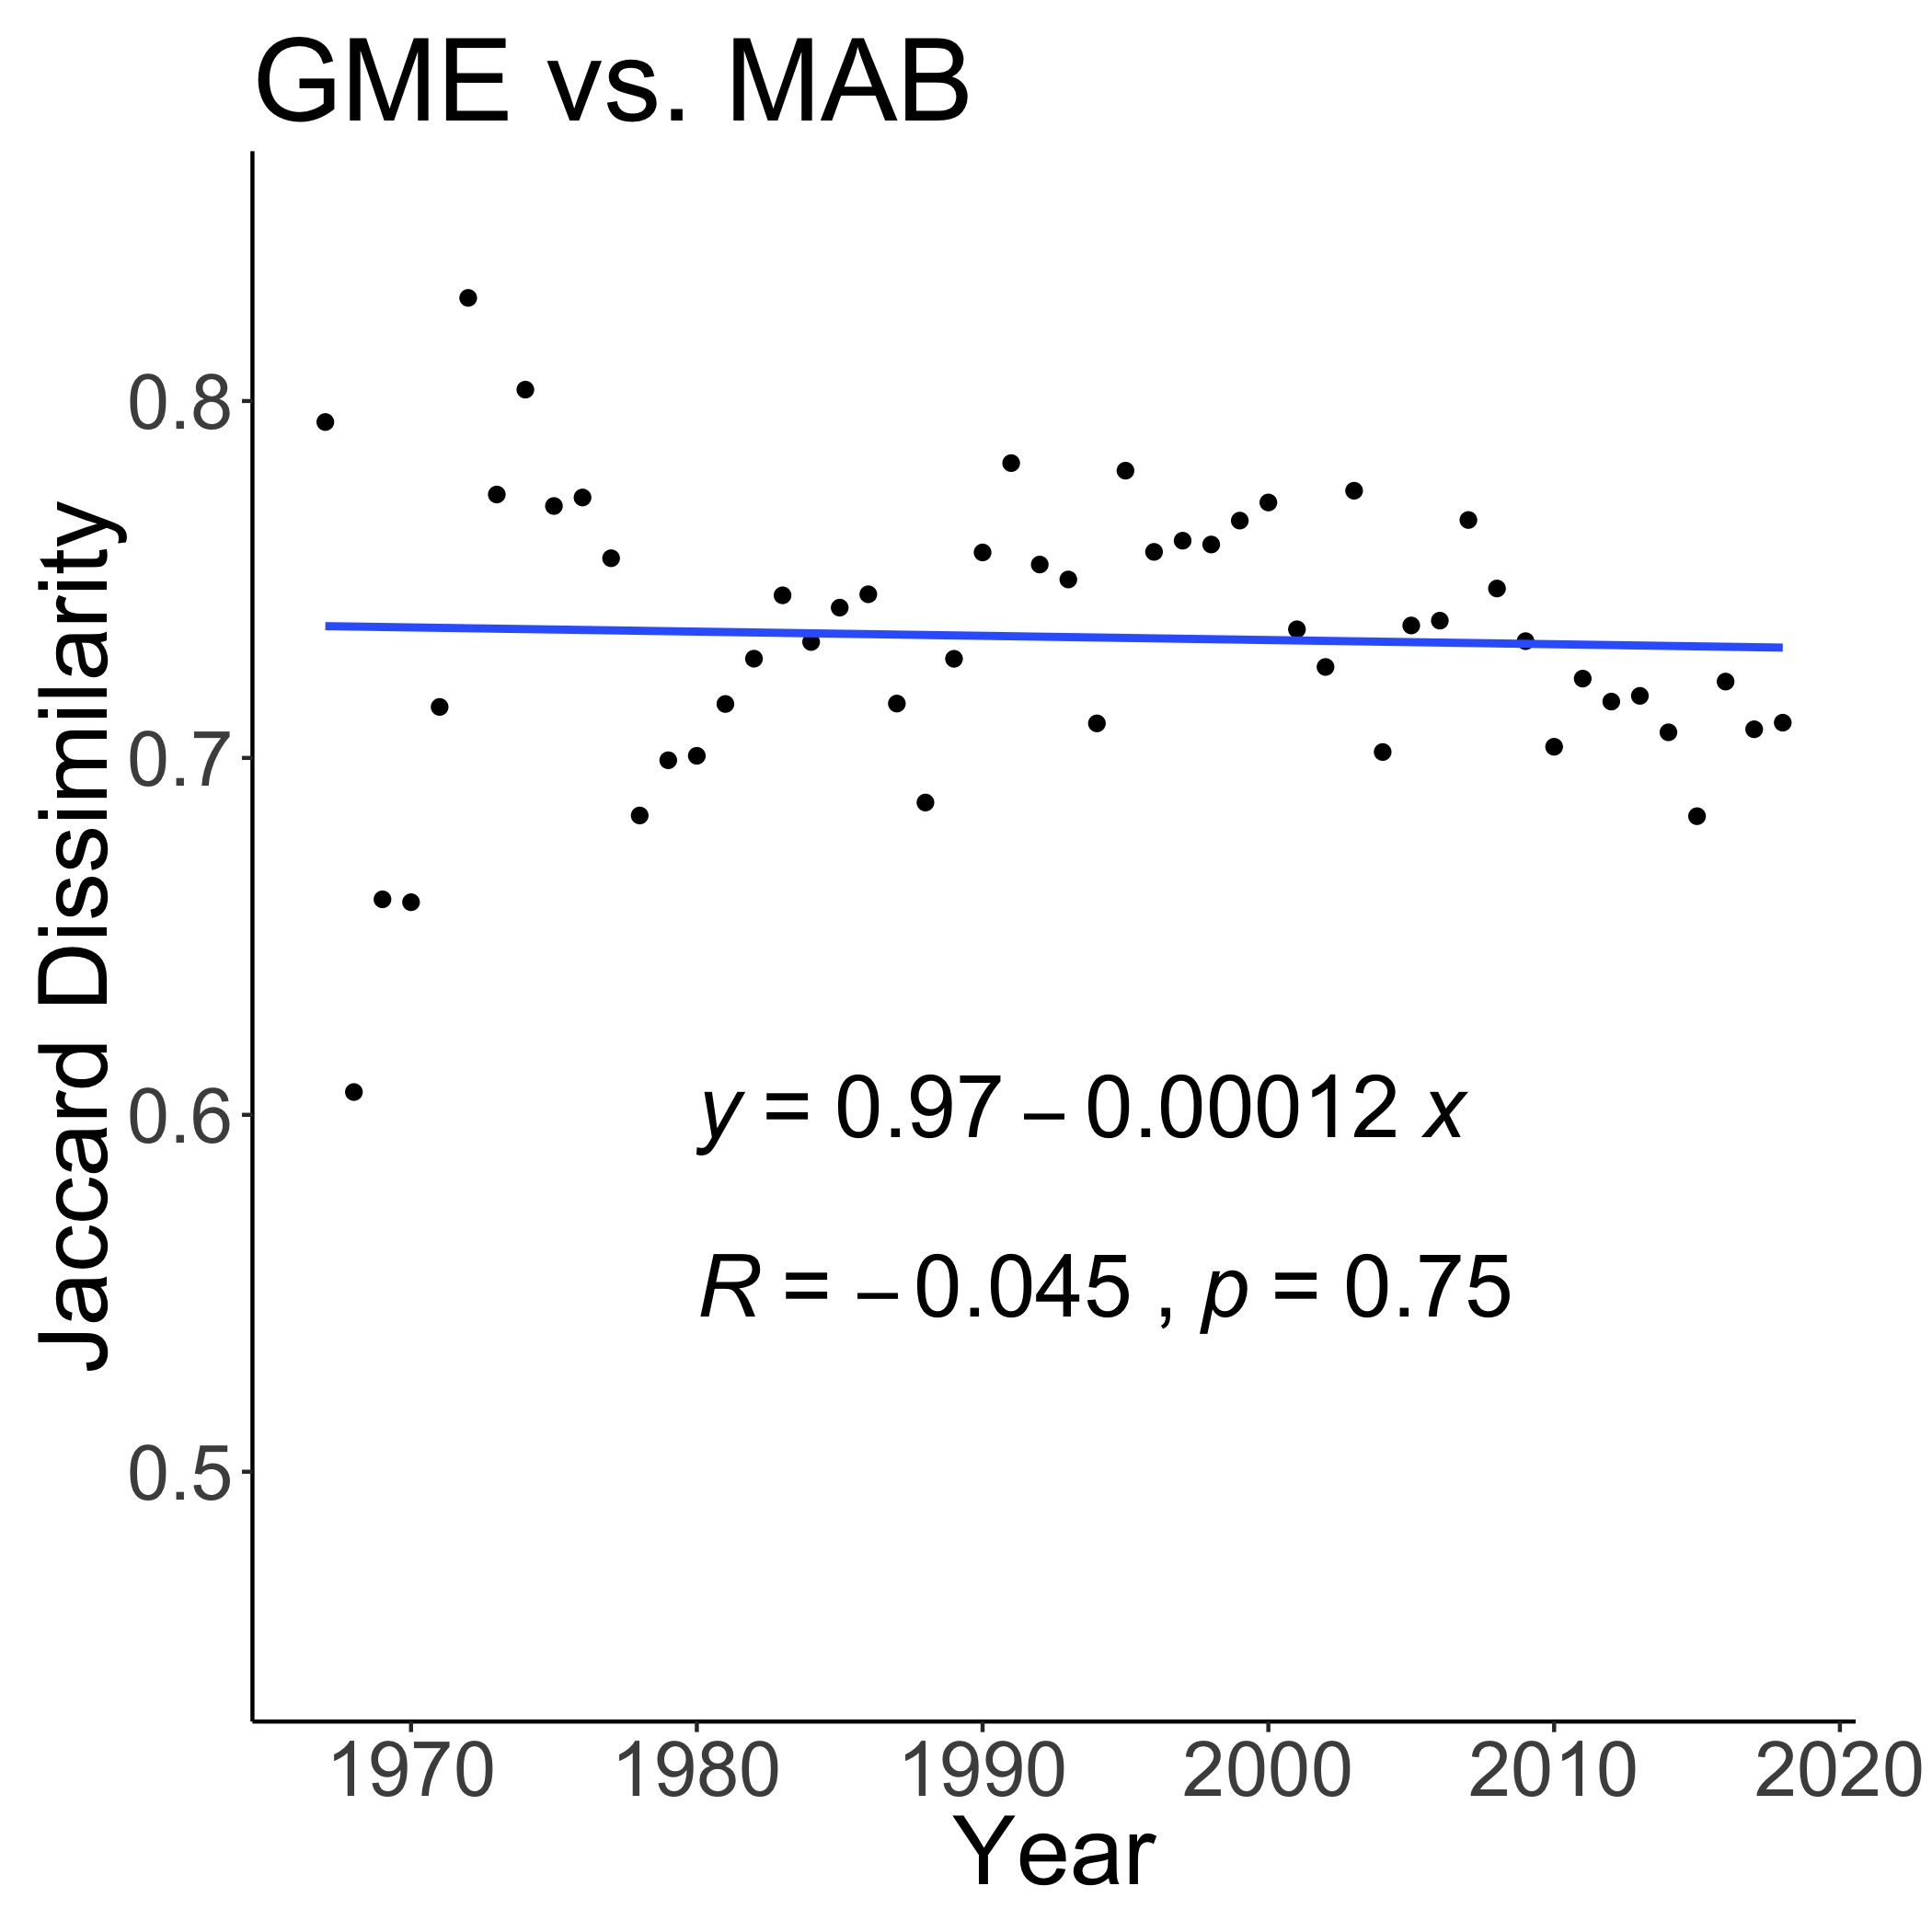 GME vs. MAB
Jaccard Dissimilarity
0.8
0.7
0.6
0.5
y = 0.97 – 0.00012 x
R = – 0.045 , p = 0.75
1970 1980 1990 2000 2010 2020
Year